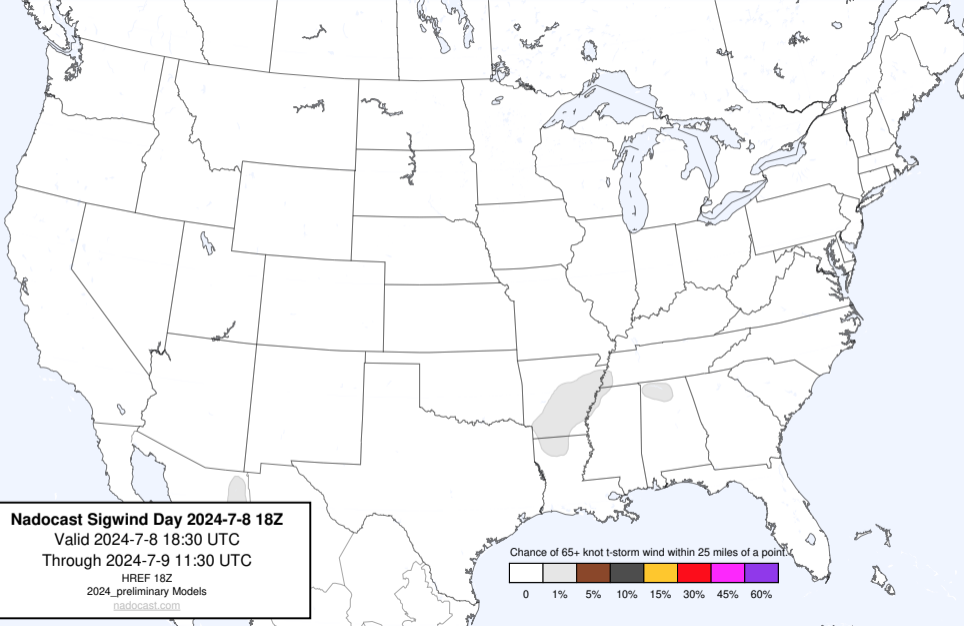 Nadocast Sigwind Day 2024-7-8 18Z
Valid 2024-7-8 18:30 UTC
Through 2024-7-9 11:30 UTC
HREF 18Z
2024_preliminary Models
nadocast.com
Chance of 65+ knot t-storm wind within 25 miles of a point.
0 1% 5% 10% 15% 30% 45% 60%